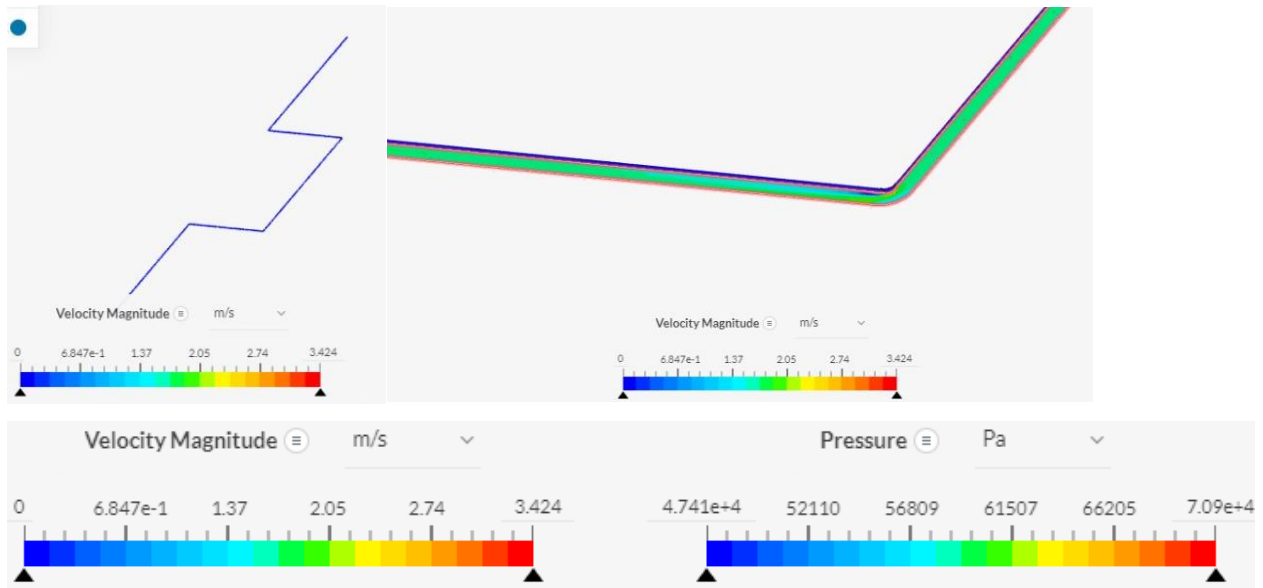 Velocity Magnitude m/s
0 6.847e-1 1.37 2.05 2.74 3.424
Velocity Magnitude m/s
0 6.847e-1 1.37 2.05 2.74 3.424
Velocity Magnitude m/s
0 6.847e-1 1.37 2.05 2.74 3.424
Pressure Pa
4.741e+4 52110 56809 61507 66205 7.09e+4